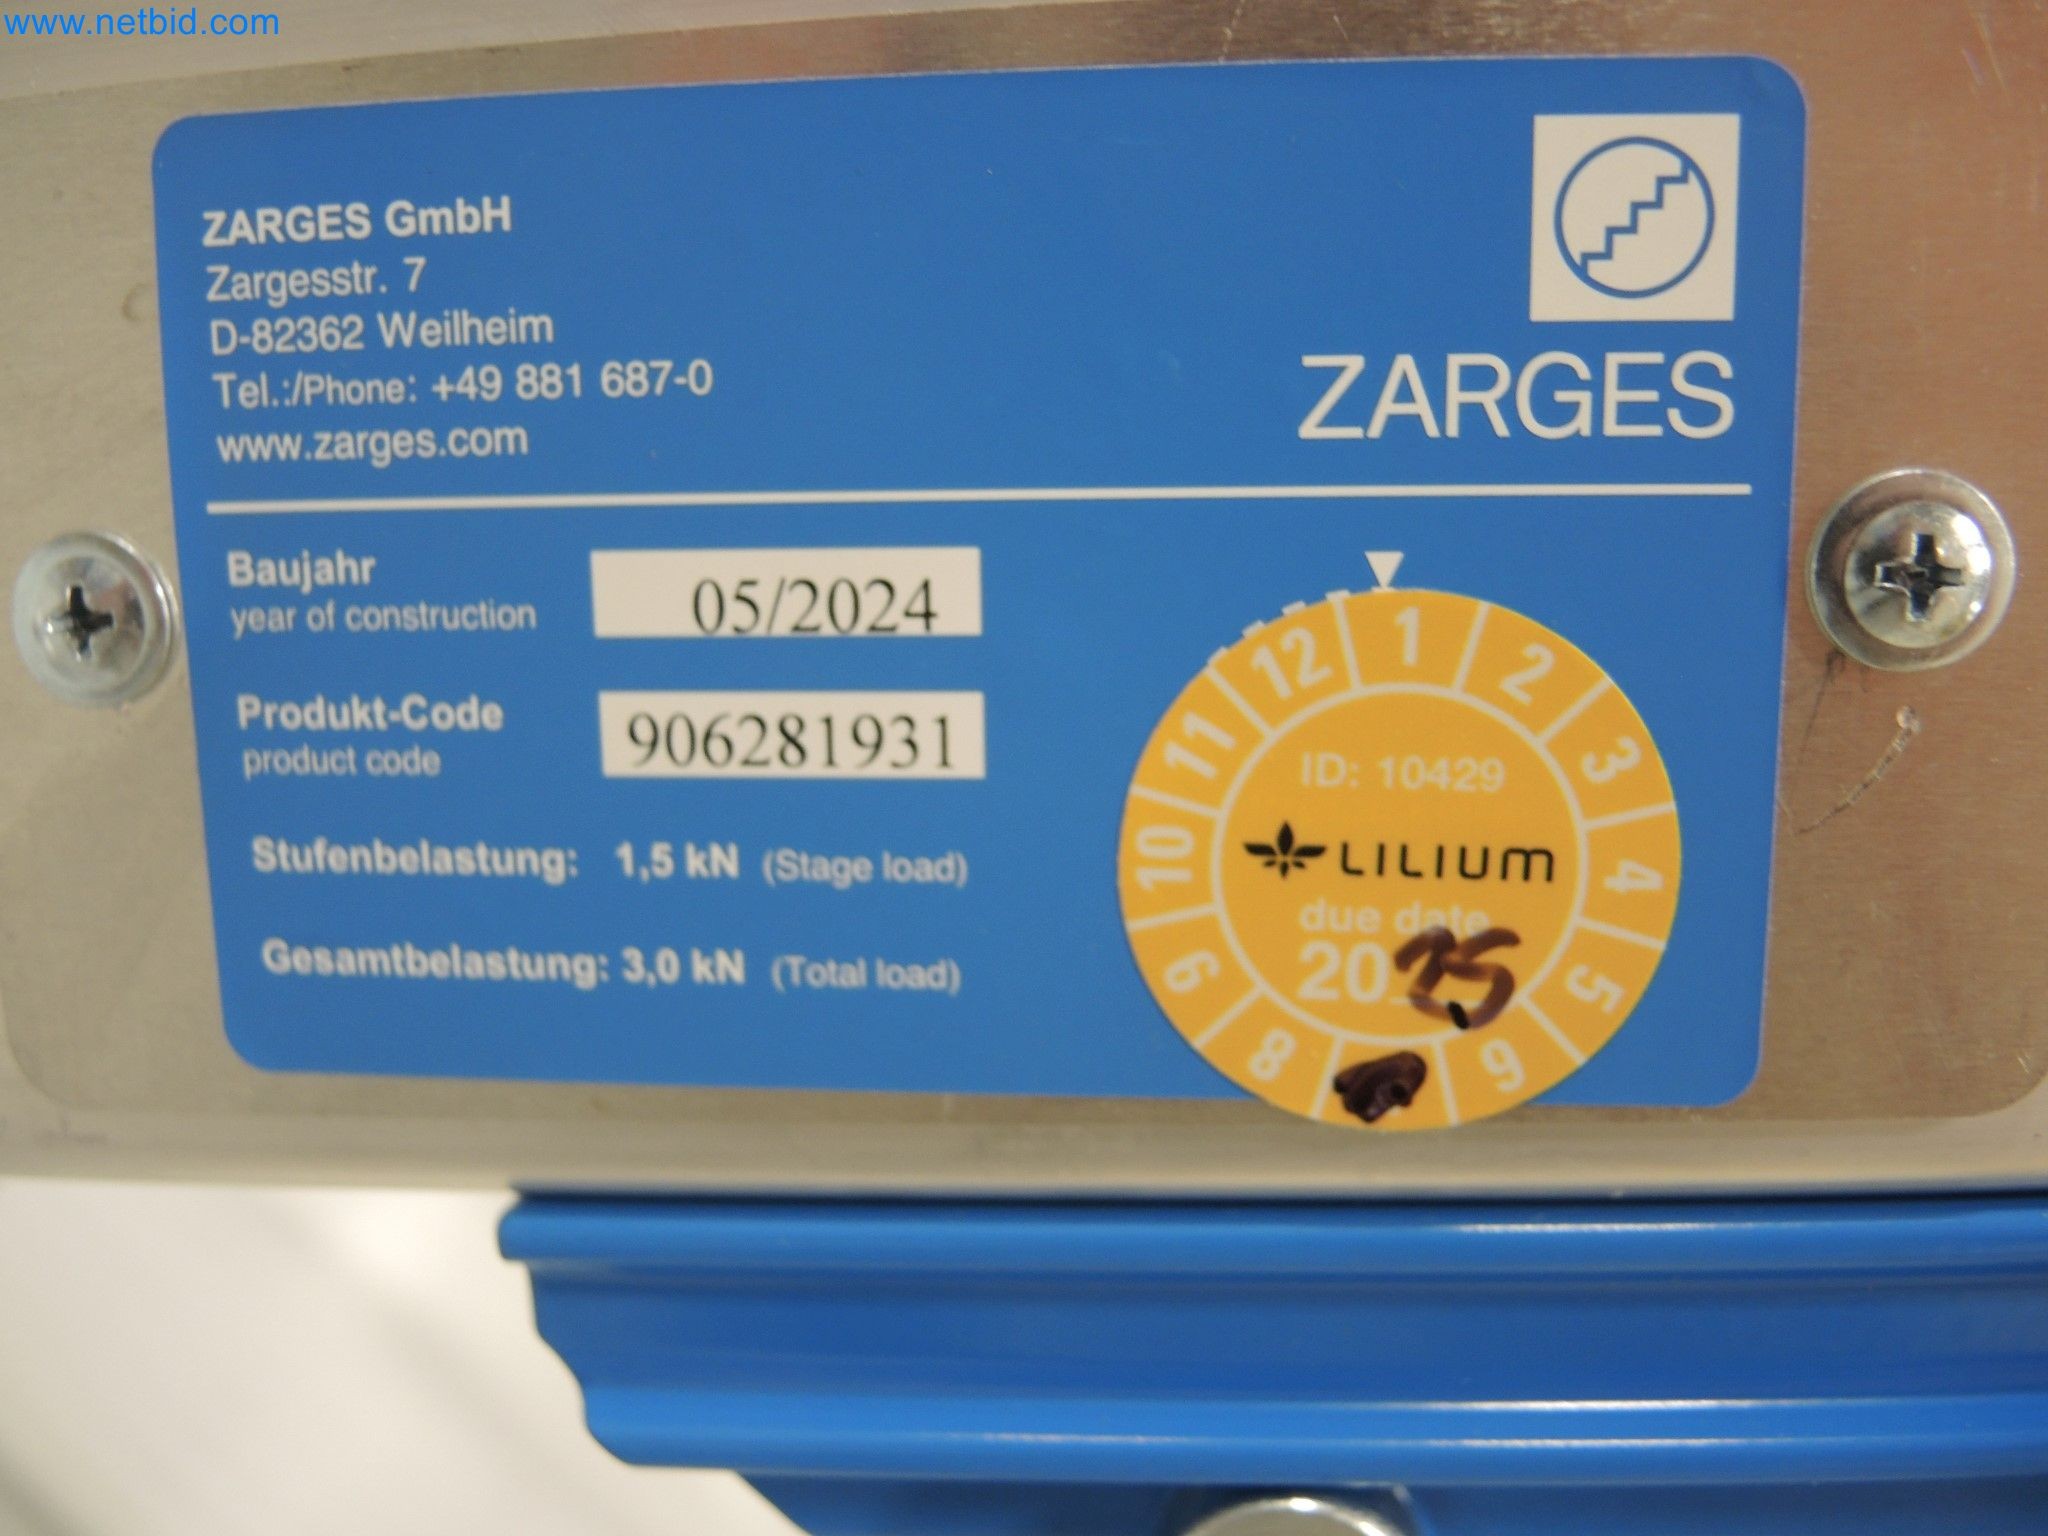 www.netbid.com
ZARGES GmbH
Zargesstr. 7
D-82362 Weilheim
Tel.:/Phone: +49 881 687-0
www.zarges.com
ZARGES
Baujahr
year of construction
05/2024
Produkt-Code
product code
906281931
Stufenbelastung: 1,5 kN (Stage load)
Gesamtbelastung: 3,0 kN (Total load)
1
2
3
4
5
6
8
9
10
11
12
ID: 10429
LILIUM
due date
2025